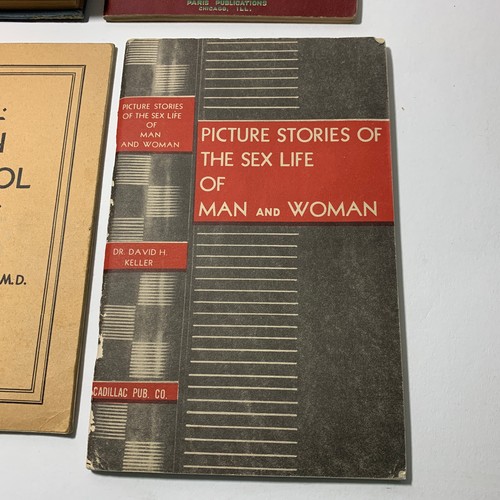 PARIS PUBLICATIONS
CHICAGO, ILL.
PICTURE STORIES
OF THE SEX LIFE
OF
MAN
AND WOMAN
DR. DAVID H.
KELLER
CADILLAC PUB. CO.
PICTURE STORIES OF
THE SEX LIFE
OF
MAN AND WOMAN
OL
M.D.